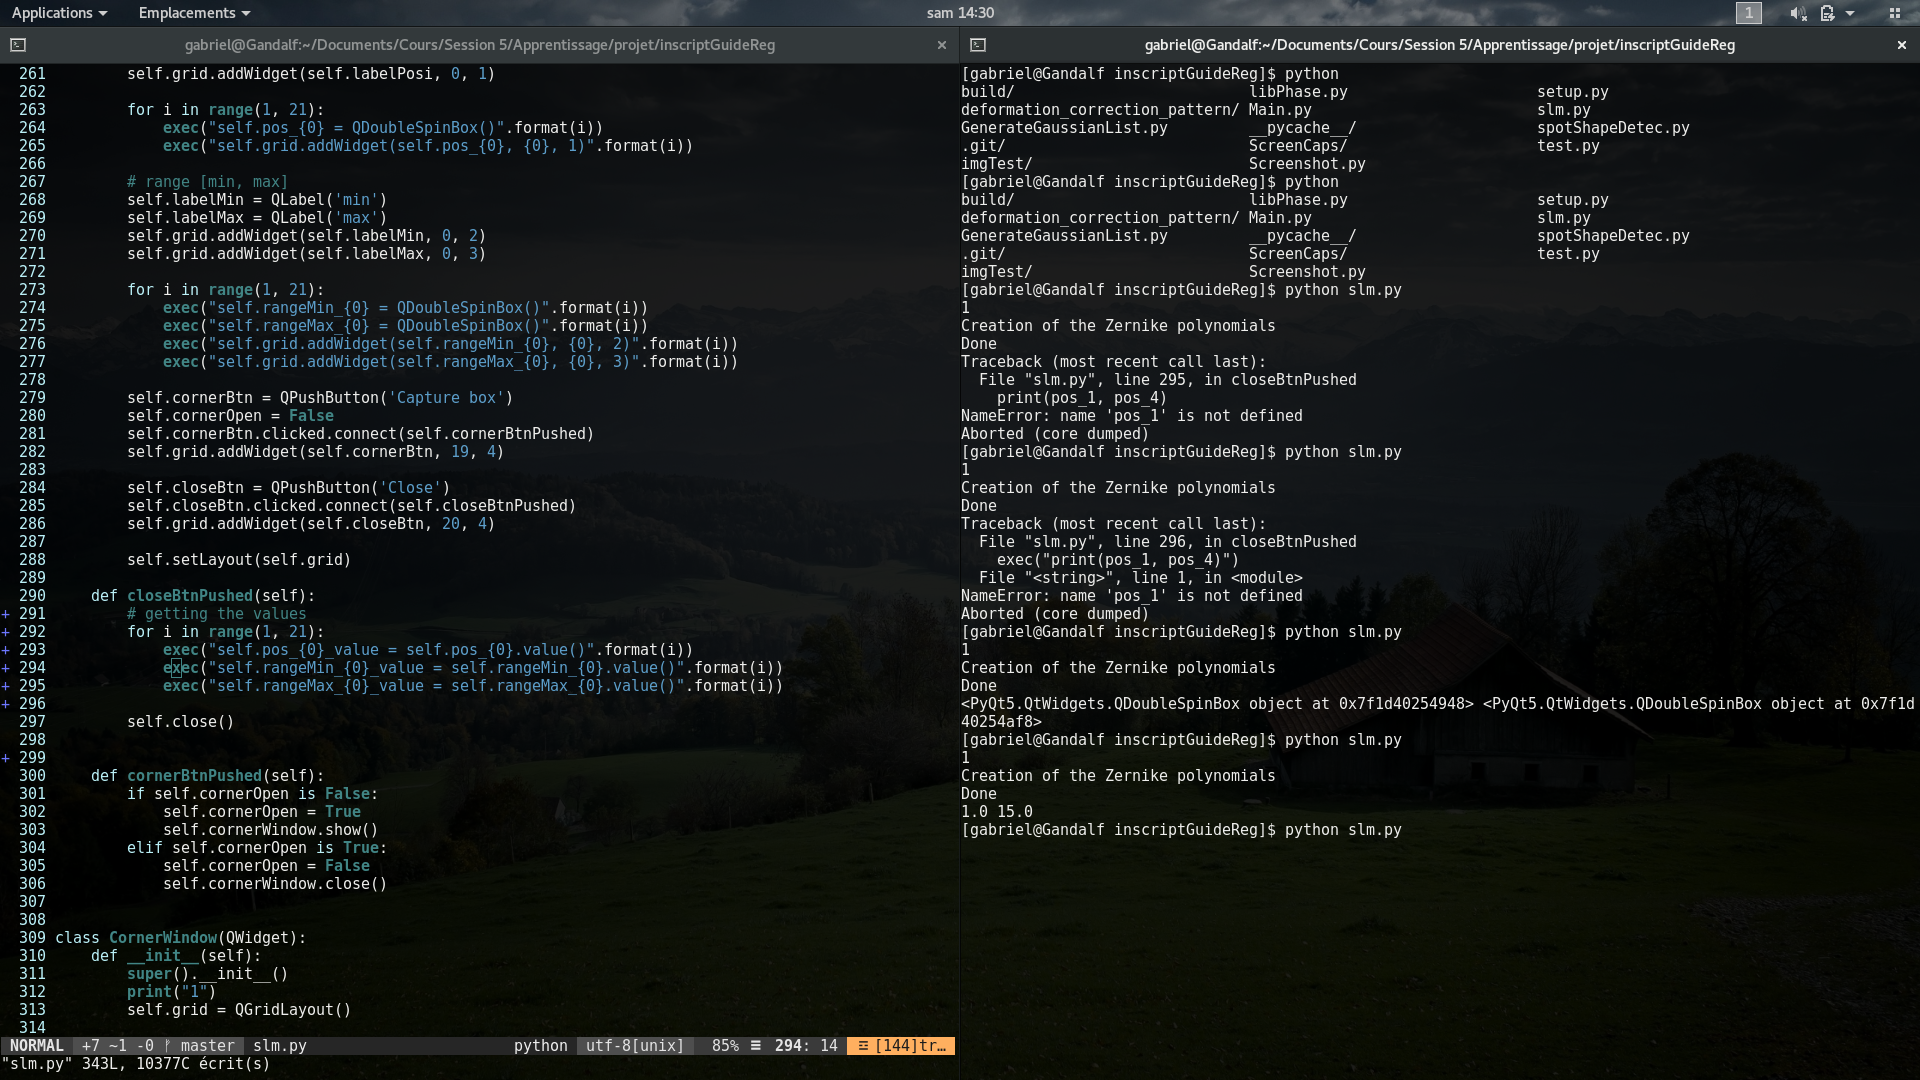 Applications Emplacements sam 14:30 1
gabriel@Gandalf:~/Documents/Cours/Session 5/Apprentissage/projet/inscriptGuideReg ×
261 self.grid.addWidget(self.labelPosi, 0, 1)
262
263 for i in range(1, 21):
264 exec("self.pos_{0} = QDoubleSpinBox()".format(i))
265 exec("self.grid.addWidget(self.pos_{0}, {0}, 1)".format(i))
266
267 # range [min, max]
268 self.labelMin = QLabel('min')
269 self.labelMax = QLabel('max')
270 self.grid.addWidget(self.labelMin, 0, 2)
271 self.grid.addWidget(self.labelMax, 0, 3)
272
273 for i in range(1, 21):
274 exec("self.rangeMin_{0} = QDoubleSpinBox()".format(i))
275 exec("self.rangeMax_{0} = QDoubleSpinBox()".format(i))
276 exec("self.grid.addWidget(self.rangeMin_{0}, {0}, 2)".format(i))
277 exec("self.grid.addWidget(self.rangeMax_{0}, {0}, 3)".format(i))
278
279 self.cornerBtn = QPushButton('Capture box')
280 self.cornerOpen = False
281 self.cornerBtn.clicked.connect(self.cornerBtnPushed)
282 self.grid.addWidget(self.cornerBtn, 19, 4)
283
284 self.closeBtn = QPushButton('Close')
285 self.closeBtn.clicked.connect(self.closeBtnPushed)
286 self.grid.addWidget(self.closeBtn, 20, 4)
287
288 self.setLayout(self.grid)
289
290 def closeBtnPushed(self):
+ 291 # getting the values
+ 292 for i in range(1, 21):
+ 293 exec("self.pos_{0}_value = self.pos_{0}.value()".format(i))
+ 294 exec("self.rangeMin_{0}_value = self.rangeMin_{0}.value()".format(i))
+ 295 exec("self.rangeMax_{0}_value = self.rangeMax_{0}.value()".format(i))
+ 296
297 self.close()
298
+ 299
300 def cornerBtnPushed(self):
301 if self.cornerOpen is False:
302 self.cornerOpen = True
303 self.cornerWindow.show()
304 elif self.cornerOpen is True:
305 self.cornerOpen = False
306 self.cornerWindow.close()
307
308
309 class CornerWindow(QWidget):
310 def __init__(self):
311 super().__init__()
312 print("1")
313 self.grid = QGridLayout()
314
NORMAL +7 ~1 -0 master slm.py python utf-8[unix] 85% 294: 14 [144]tr…
"slm.py" 343L, 10377C écrit(s)
gabriel@Gandalf:~/Documents/Cours/Session 5/Apprentissage/projet/inscriptGuideReg ×
[gabriel@Gandalf inscriptGuideReg]$ python
build/ libPhase.py setup.py
deformation_correction_pattern/ Main.py slm.py
GenerateGaussianList.py __pycache__/ spotShapeDetec.py
.git/ ScreenCaps/ test.py
imgTest/ Screenshot.py
[gabriel@Gandalf inscriptGuideReg]$ python
build/ libPhase.py setup.py
deformation_correction_pattern/ Main.py slm.py
GenerateGaussianList.py __pycache__/ spotShapeDetec.py
.git/ ScreenCaps/ test.py
imgTest/ Screenshot.py
[gabriel@Gandalf inscriptGuideReg]$ python slm.py
1
Creation of the Zernike polynomials
Done
Traceback (most recent call last):
File "slm.py", line 295, in closeBtnPushed
print(pos_1, pos_4)
NameError: name 'pos_1' is not defined
Aborted (core dumped)
[gabriel@Gandalf inscriptGuideReg]$ python slm.py
1
Creation of the Zernike polynomials
Done
Traceback (most recent call last):
File "slm.py", line 296, in closeBtnPushed
exec("print(pos_1, pos_4)")
File "<string>", line 1, in <module>
NameError: name 'pos_1' is not defined
Aborted (core dumped)
[gabriel@Gandalf inscriptGuideReg]$ python slm.py
1
Creation of the Zernike polynomials
Done
<PyQt5.QtWidgets.QDoubleSpinBox object at 0x7f1d40254948> <PyQt5.QtWidgets.QDoubleSpinBox object at 0x7f1d
40254af8>
[gabriel@Gandalf inscriptGuideReg]$ python slm.py
1
Creation of the Zernike polynomials
Done
1.0 15.0
[gabriel@Gandalf inscriptGuideReg]$ python slm.py